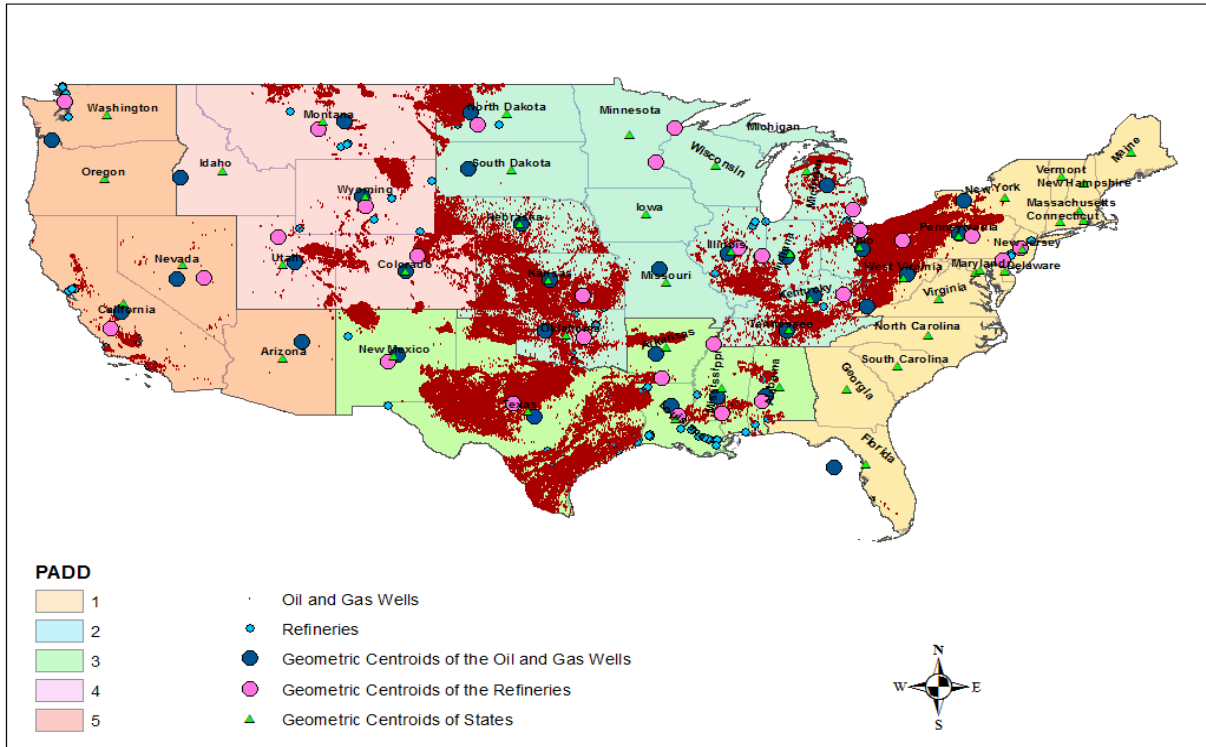 Washington
Montana
North Dakota
Minnesota
Michigan
Maine
Oregon
Idaho
South Dakota
Wisconsin
Michigan
Vermont
New York
New Hampshire
Wyoming
Iowa
Massachusetts
Connecticut
Nebraska
Pennsylvania
Nevada
Utah
Colorado
Illinois
Indiana
Ohio
New Jersey
Kansas
Missouri
West Virginia
Maryland
Delaware
California
Kentucky
Virginia
Oklahoma
Tennessee
North Carolina
Arizona
New Mexico
Arkansas
South Carolina
Texas
Mississippi
Alabama
Georgia
Louisiana
Florida
PADD
1
Oil and Gas Wells
2
Refineries
3
Geometric Centroids of the Oil and Gas Wells
4
Geometric Centroids of the Refineries
5
Geometric Centroids of States
N
W
E
S